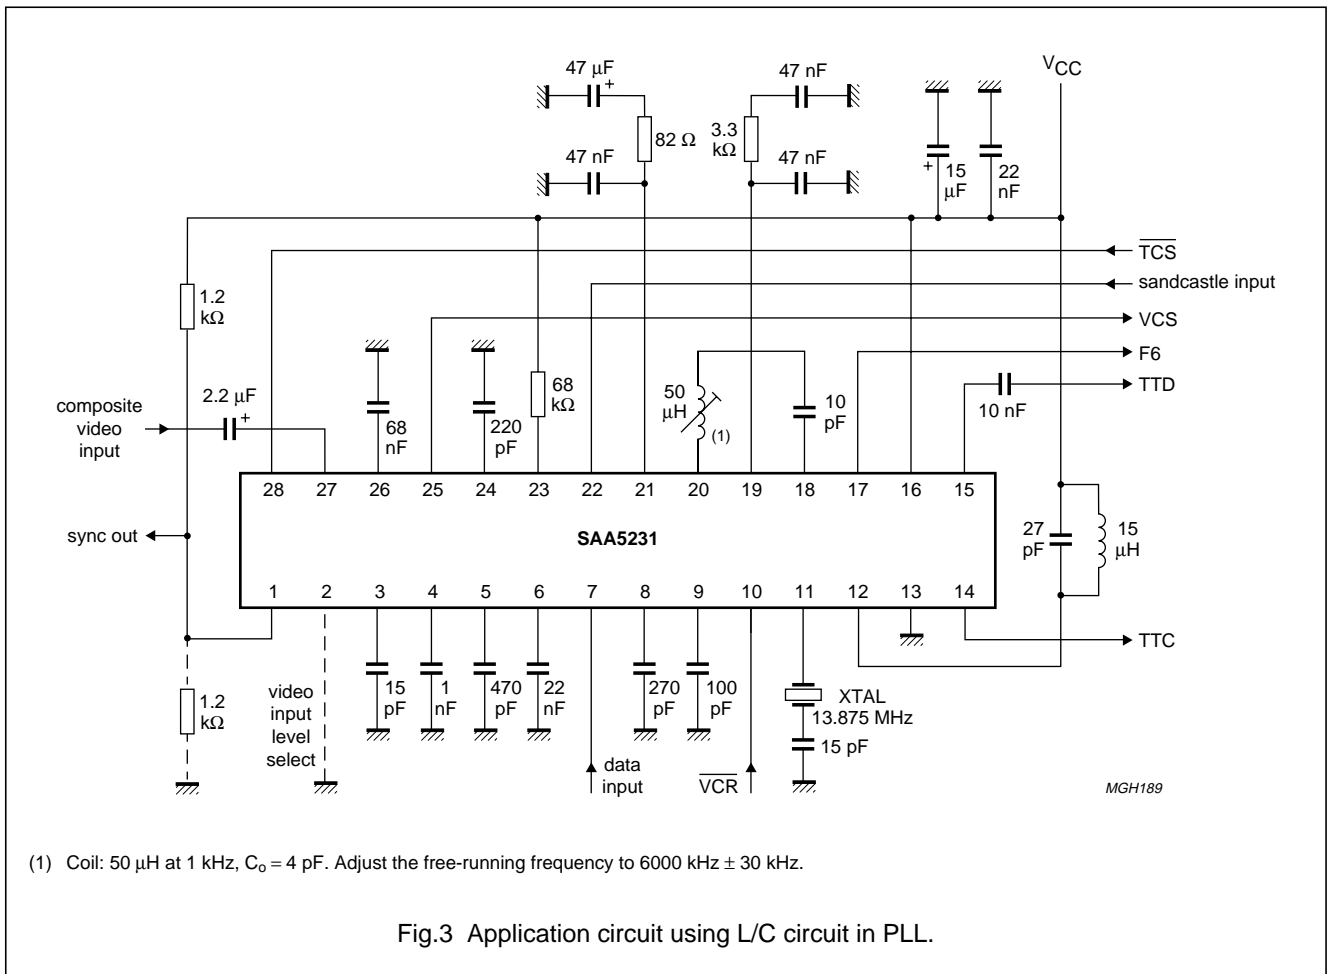 47 μF
+
47 nF
82 Ω
47 nF
3.3
kΩ
47 nF
47 nF
+
15
μF
22
nF
VCC
TCS
sandcastle input
VCS
F6
TTD
10 nF
1.2
kΩ
composite
video
input
2.2 μF
+
68
nF
220
pF
68
kΩ
50
μH
(1)
10
pF
28 27 26 25 24 23 22 21 20 19 18 17 16 15
sync out
SAA5231
27
pF
15
μH
1 2 3 4 5 6 7 8 9 10 11 12 13 14
TTC
1.2
kΩ
video
input
level
select
15
pF
1
nF
470
pF
22
nF
data
input
270
pF
100
pF
VCR
XTAL
13.875 MHz
15 pF
MGH189
(1) Coil: 50 μH at 1 kHz, Co = 4 pF. Adjust the free-running frequency to 6000 kHz ± 30 kHz.
Fig.3 Application circuit using L/C circuit in PLL.